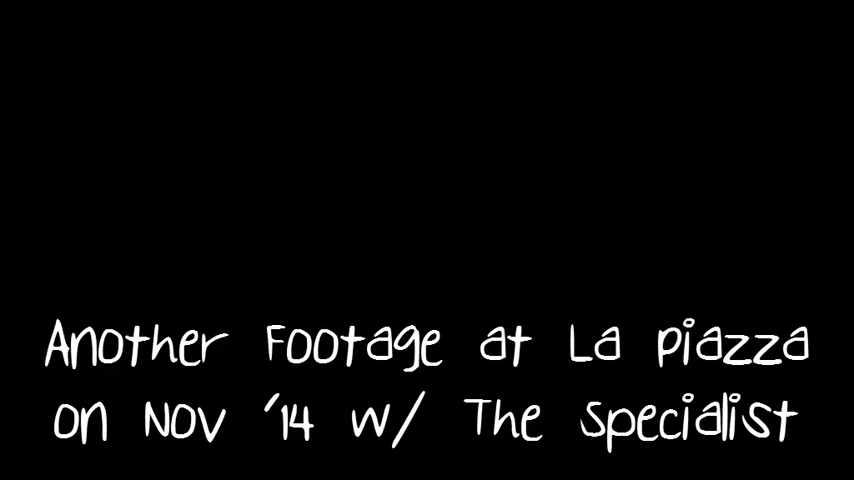 Another Footage at La Piazza
on Nov '14 w/ The Specialist